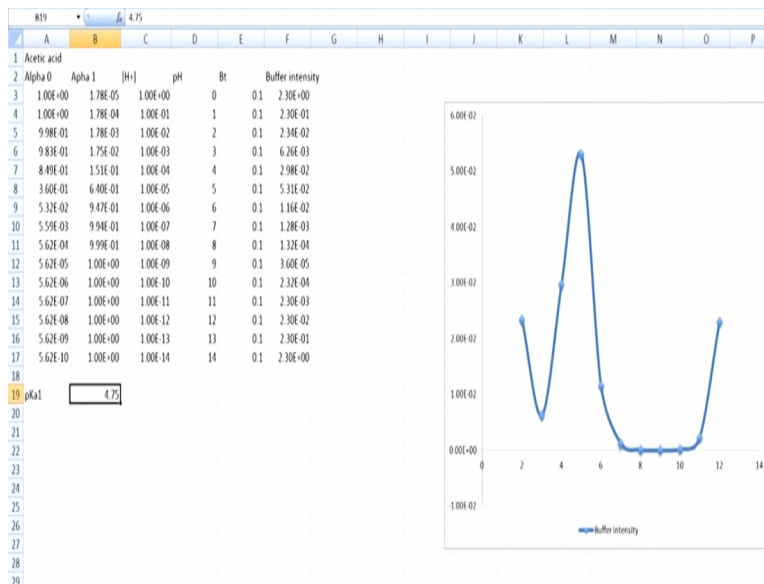 B19 fx 4.75
A B C D E F G H I J K L M N O P
1 Acetic acid
2 Alpha 0 Apha 1 [H+] pH Bt Buffer intensity
3 1.00E+00 1.78E-05 1.00E+00 0 0.1 2.30E+00
4 1.00E+00 1.78E-04 1.00E-01 1 0.1 2.30E-01
5 9.98E-01 1.78E-03 1.00E-02 2 0.1 2.34E-02
6 9.83E-01 1.75E-02 1.00E-03 3 0.1 6.26E-03
7 8.49E-01 1.51E-01 1.00E-04 4 0.1 2.98E-02
8 3.60E-01 6.40E-01 1.00E-05 5 0.1 5.31E-02
9 5.32E-02 9.47E-01 1.00E-06 6 0.1 1.16E-02
10 5.59E-03 9.94E-01 1.00E-07 7 0.1 1.28E-03
11 5.62E-04 9.99E-01 1.00E-08 8 0.1 1.32E-04
12 5.62E-05 1.00E+00 1.00E-09 9 0.1 3.60E-05
13 5.62E-06 1.00E+00 1.00E-10 10 0.1 2.32E-04
14 5.62E-07 1.00E+00 1.00E-11 11 0.1 2.30E-03
15 5.62E-08 1.00E+00 1.00E-12 12 0.1 2.30E-02
16 5.62E-09 1.00E+00 1.00E-13 13 0.1 2.30E-01
17 5.62E-10 1.00E+00 1.00E-14 14 0.1 2.30E+00
18
19 pKa1 4.75
20
21
22
23
24
25
26
27
28
29
6.00E-02
5.00E-02
4.00E-02
3.00E-02
2.00E-02
1.00E-02
0.00E+00
0 2 4 6 8 10 12 14
-1.00E-02
Buffer intensity